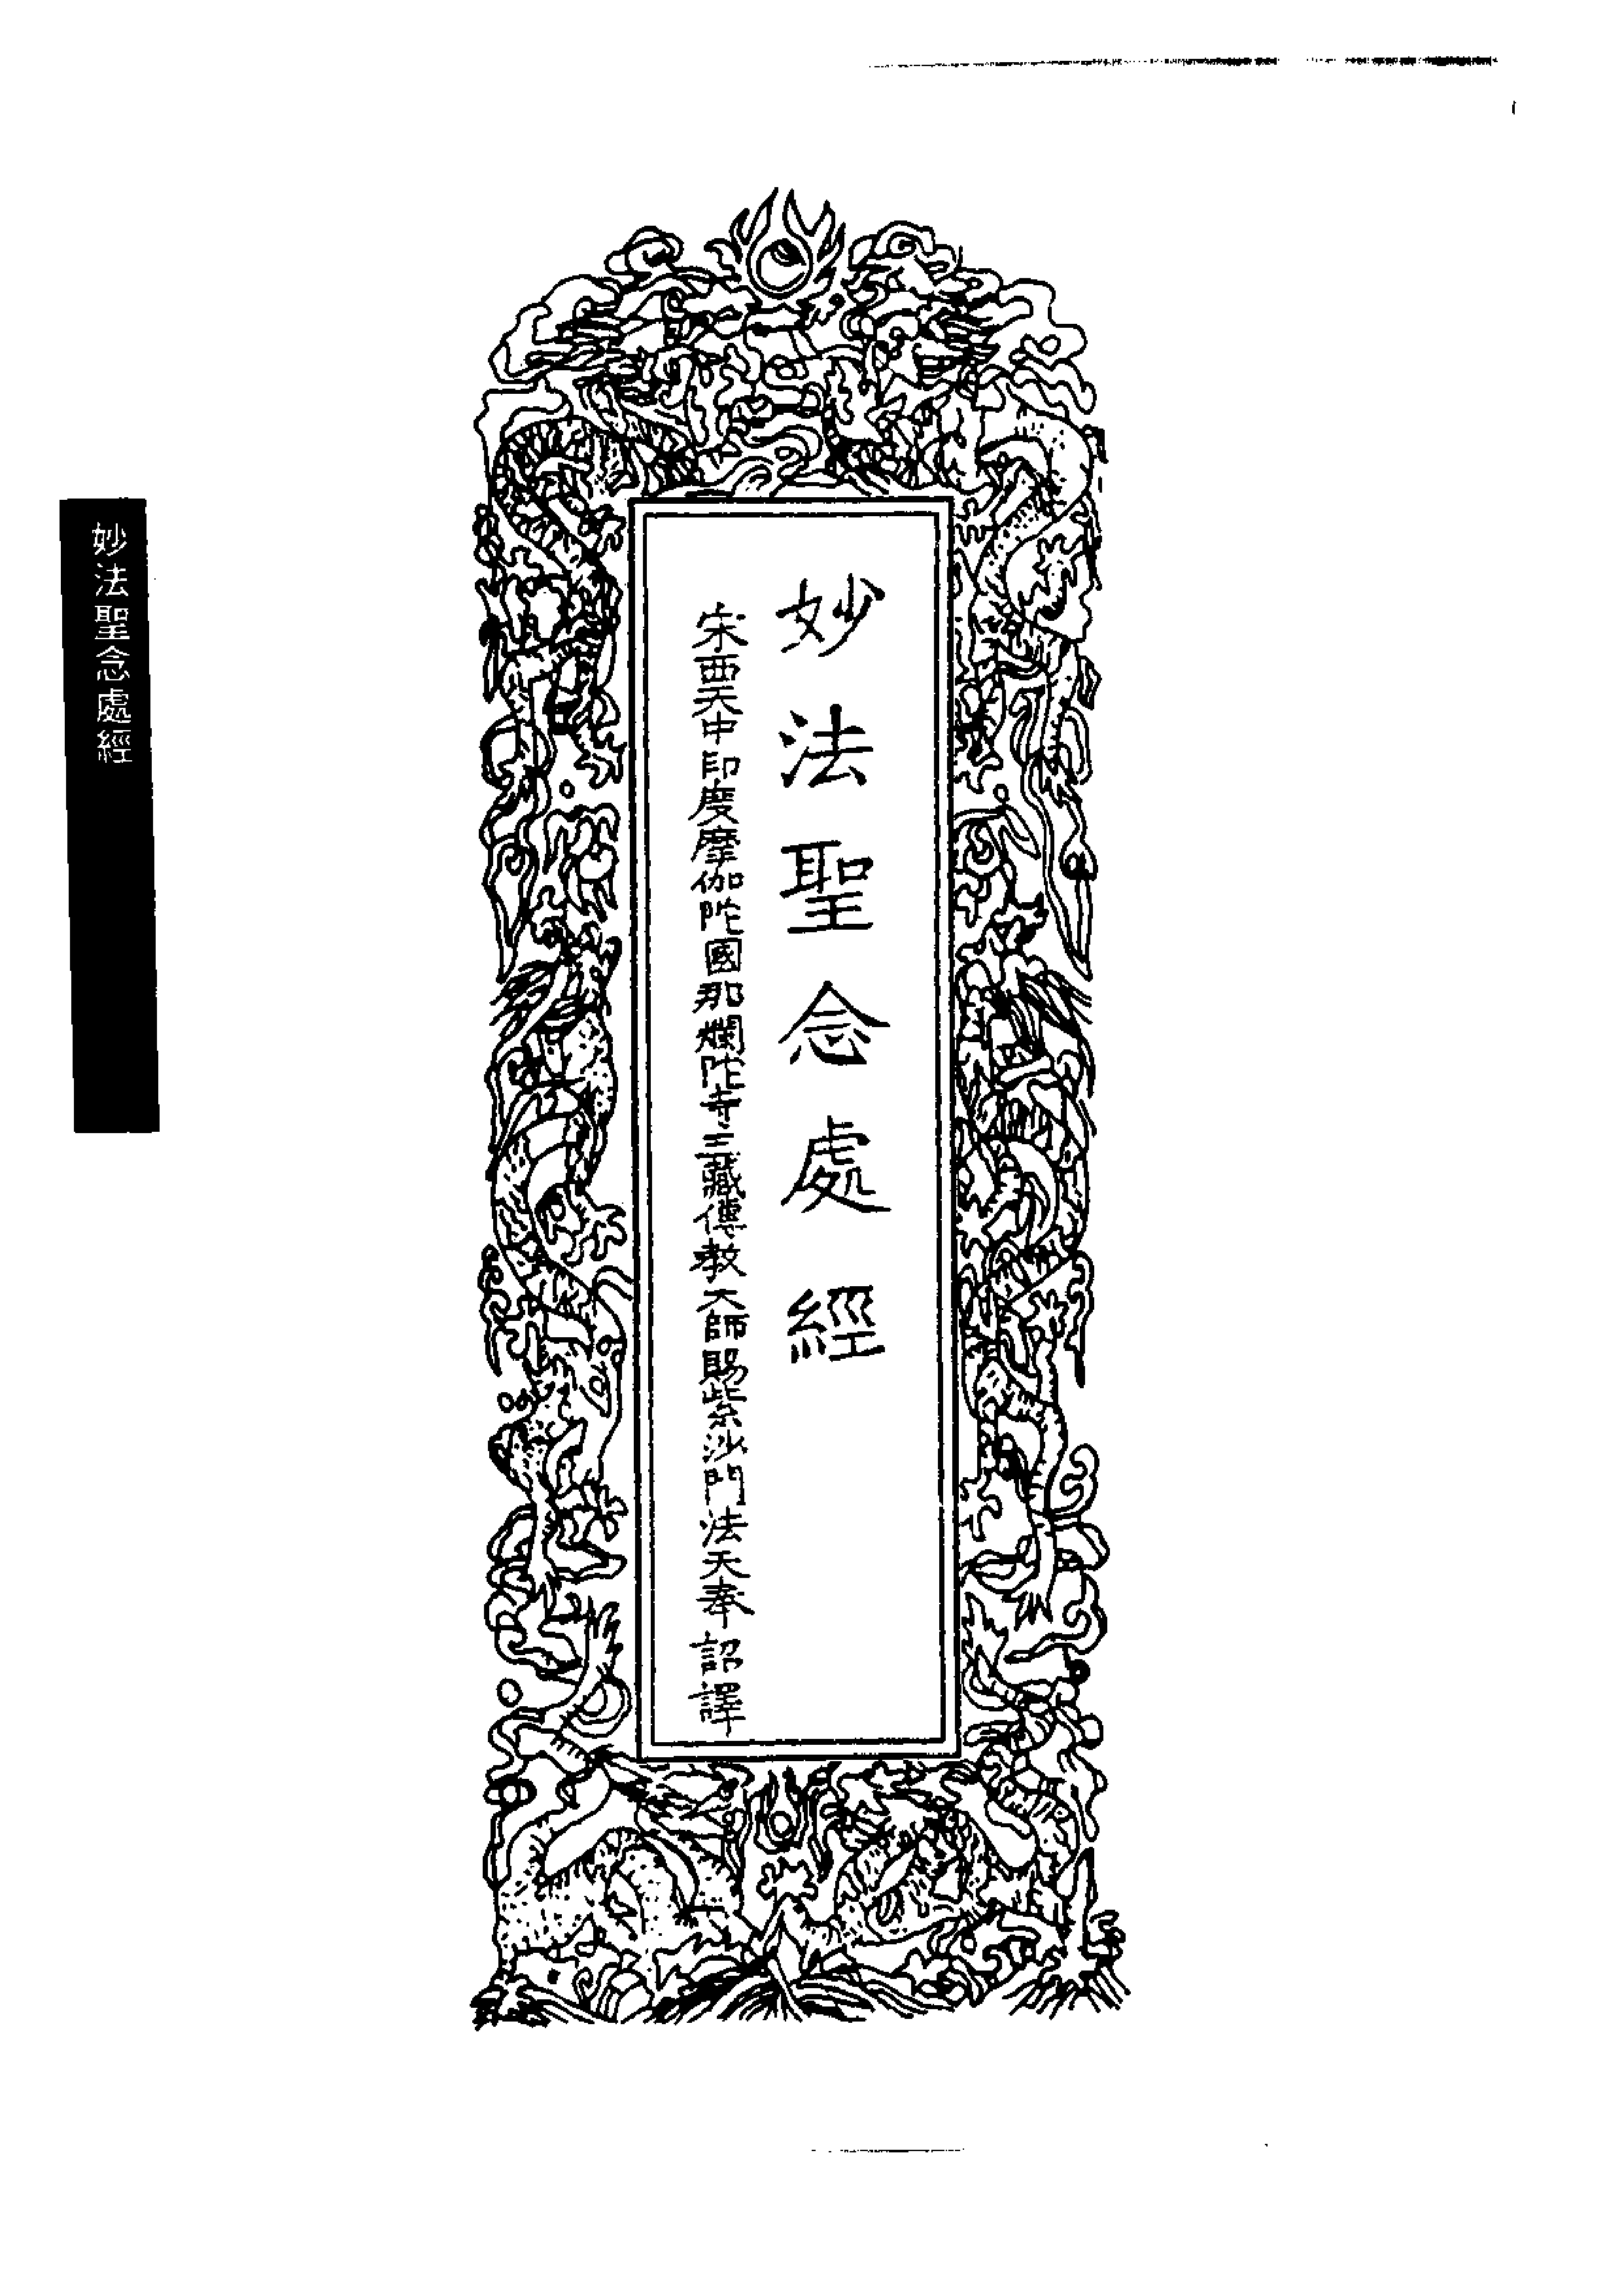 妙法聖念處經
宋西天中印度摩伽陀國那爛陀寺三藏傳教大師賜紫沙門法天奉詔譯
妙法聖念處經